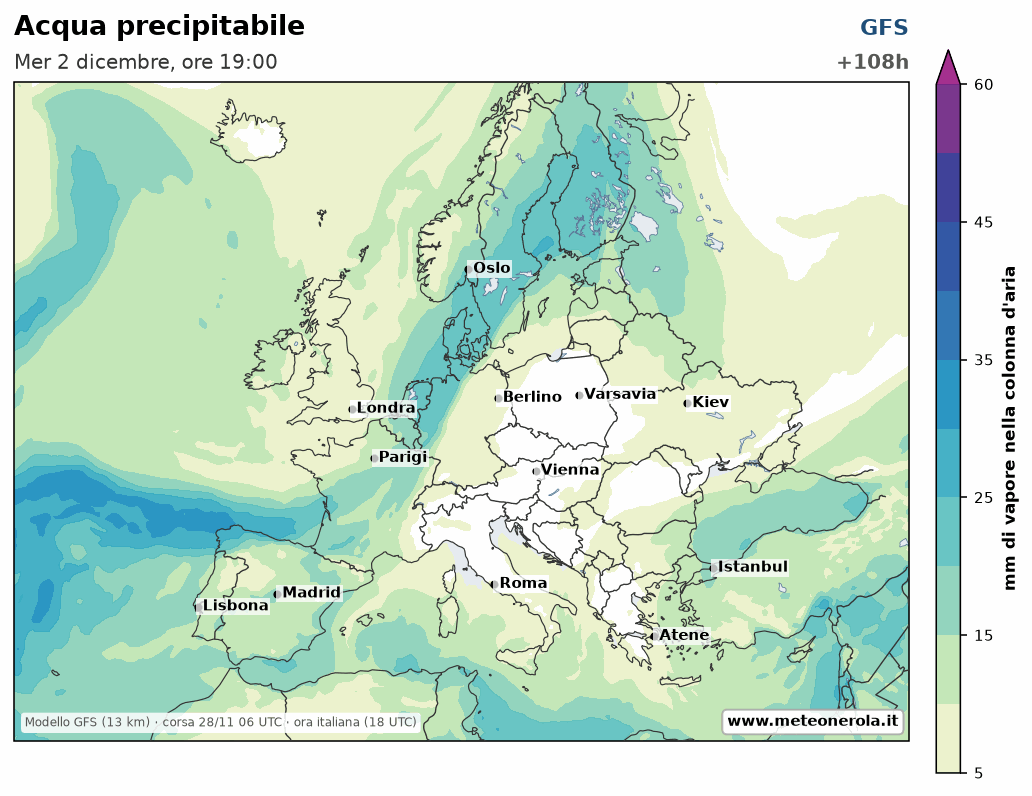 Acqua precipitabile
GFS
Mer 2 dicembre, ore 19:00
+108h
60
45
35
25
15
5
mm di vapore nella colonna d'aria
Oslo
Londra
Berlino
Varsavia
Kiev
Parigi
Vienna
Istanbul
Roma
Madrid
Lisbona
Atene
Modello GFS (13 km) · corsa 28/11 06 UTC · ora italiana (18 UTC)
www.meteonerola.it